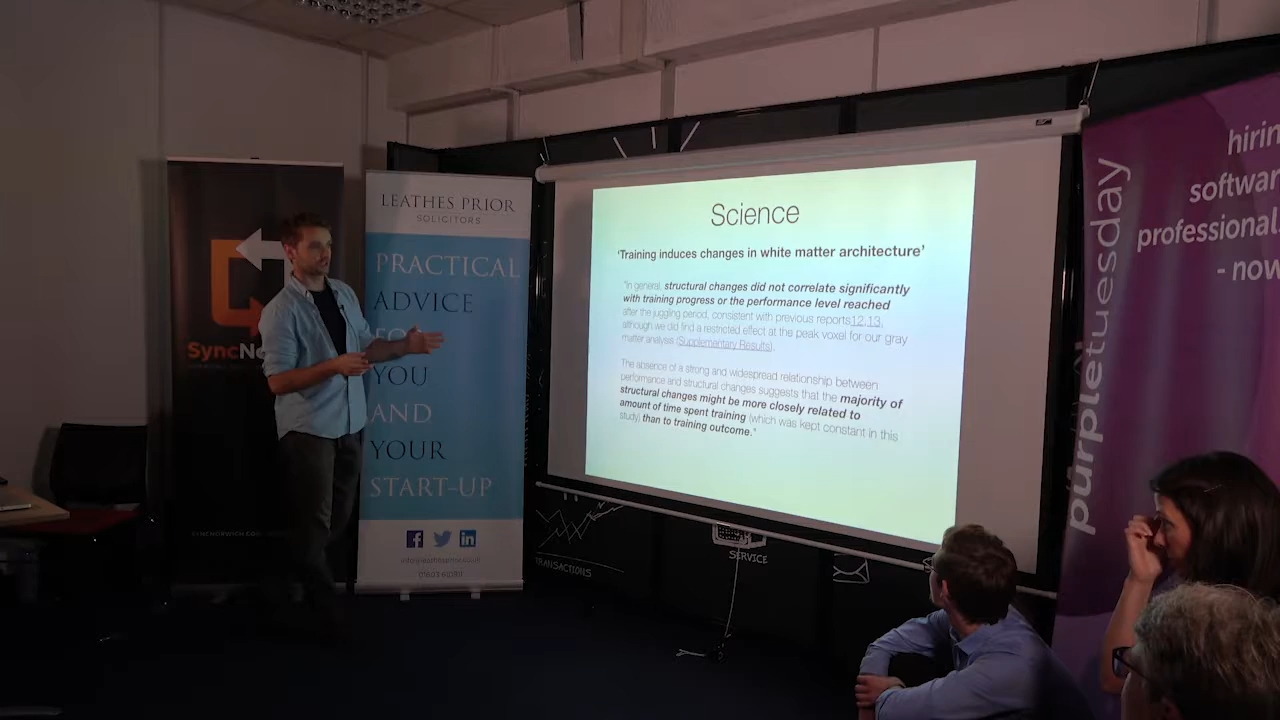 SyncNo
LEATHES PRIOR
SOLICITORS
PRACTICAL
ADVICE
YOU
AND
YOUR
START-UP
Science
‘Training induces changes in white matter architecture’
"In general, structural changes did not correlate significantly
with training progress or the performance level reached
after the juggling period, consistent with previous reports12,13,
although we did find a restricted effect at the peak voxel for our gray
matter analysis (Supplementary Results).
The absence of a strong and widespread relationship between
performance and structural changes suggests that the majority of
structural changes might be more closely related to
amount of time spent training (which was kept constant in this
study) than to training outcome."
TRANSACTIONS
SERVICE
purpletuesday
hirin
softwar
professional
- now